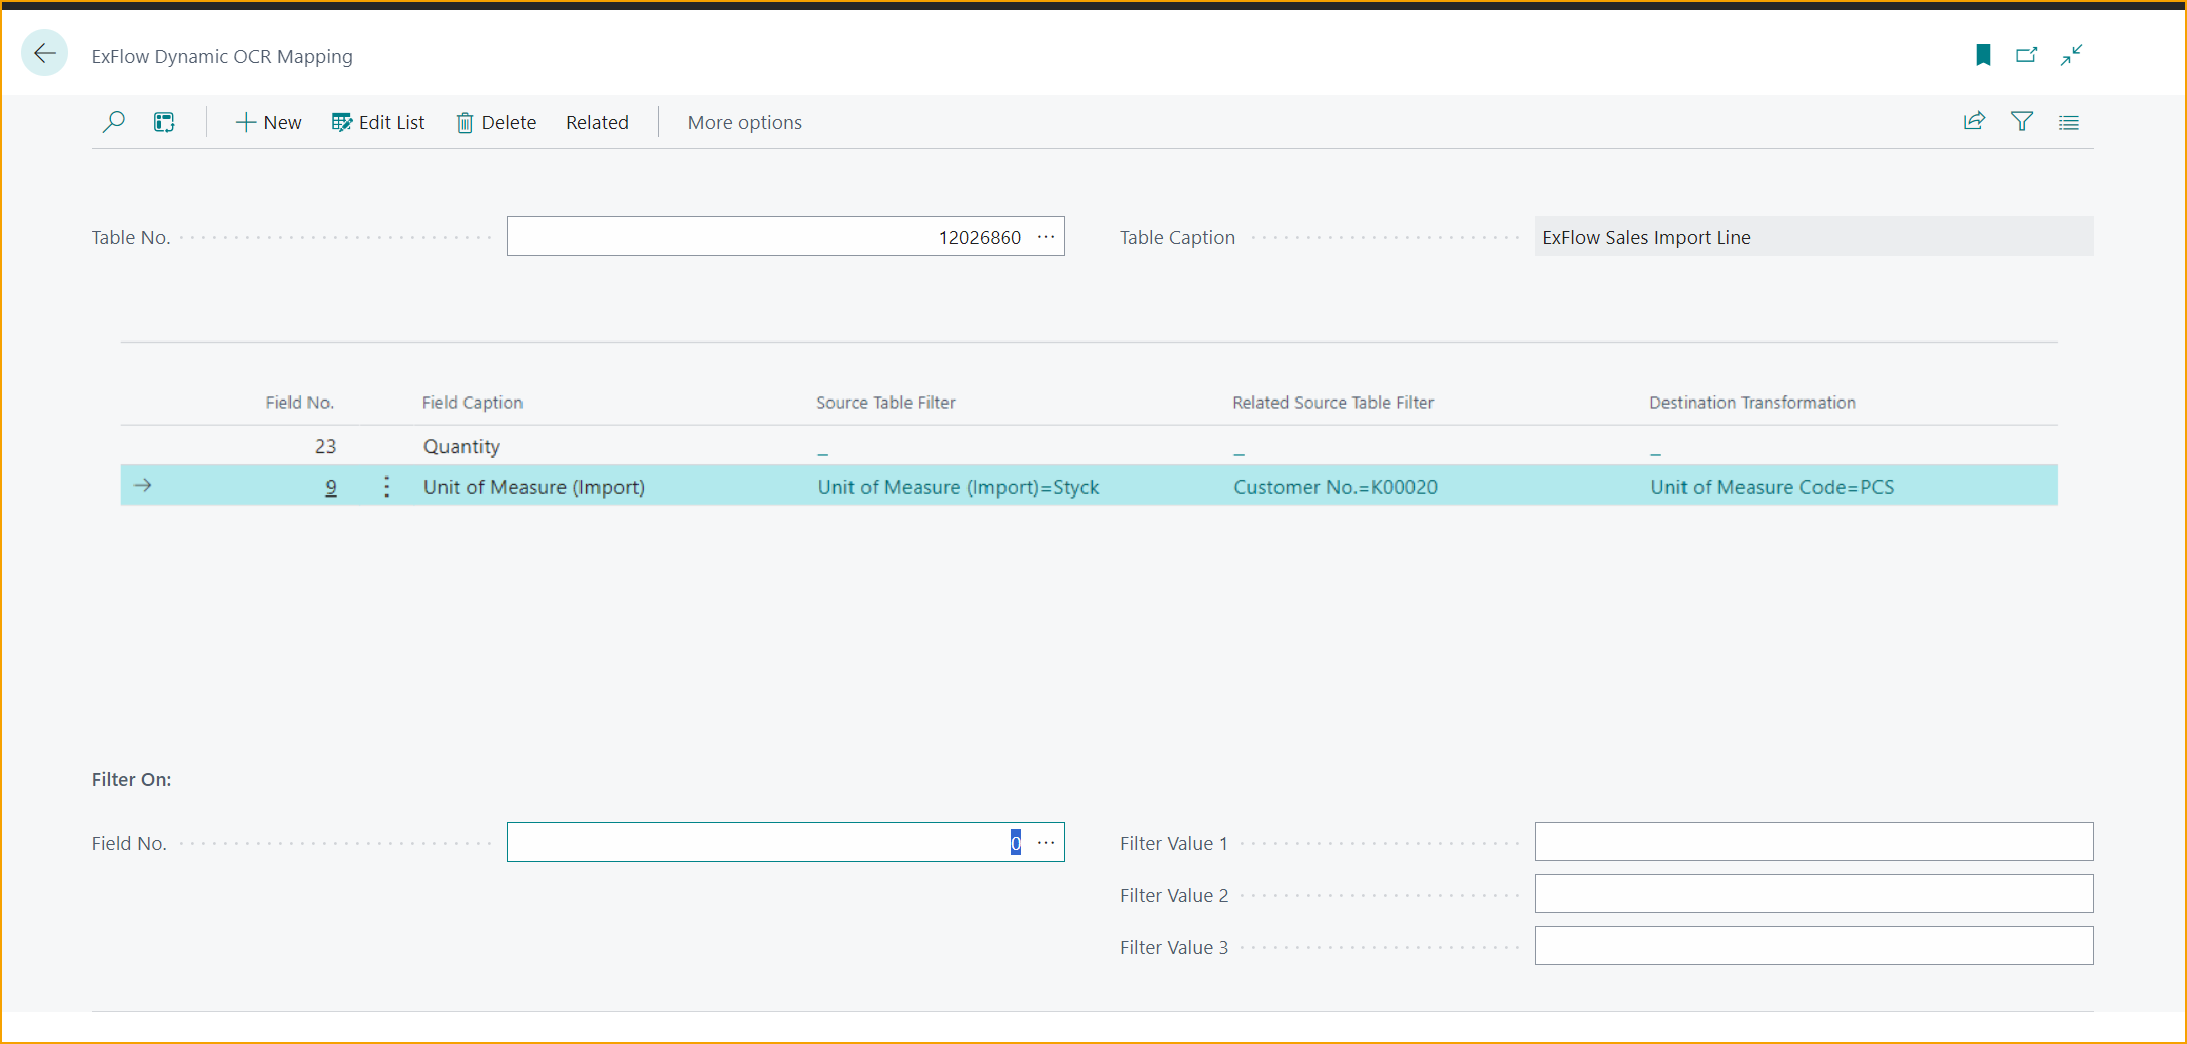 ExFlow Dynamic OCR Mapping
New Edit List Delete Related More options
Table No. 12026860 ··· Table Caption ExFlow Sales Import Line
Field No. Field Caption Source Table Filter Related Source Table Filter Destination Transformation
23 Quantity _ _ _
9 Unit of Measure (Import) Unit of Measure (Import)=Styck Customer No.=K00020 Unit of Measure Code=PCS
Filter On:
Field No. 0 ··· Filter Value 1
Filter Value 2
Filter Value 3